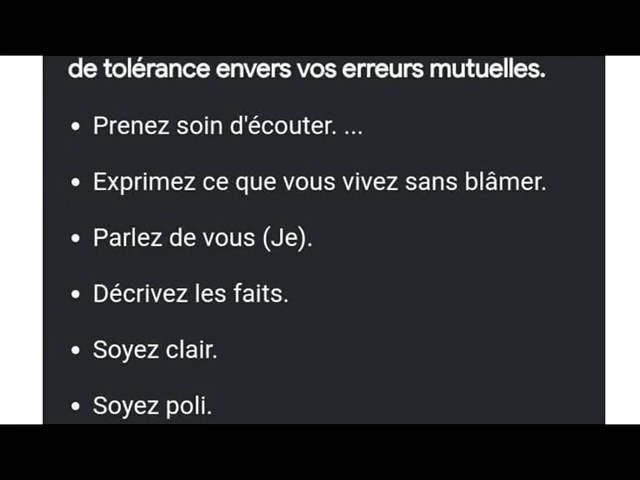 de tolérance envers vos erreurs mutuelles.
• Prenez soin d'écouter. ...
• Exprimez ce que vous vivez sans blâmer.
• Parlez de vous (Je).
• Décrivez les faits.
• Soyez clair.
• Soyez poli.